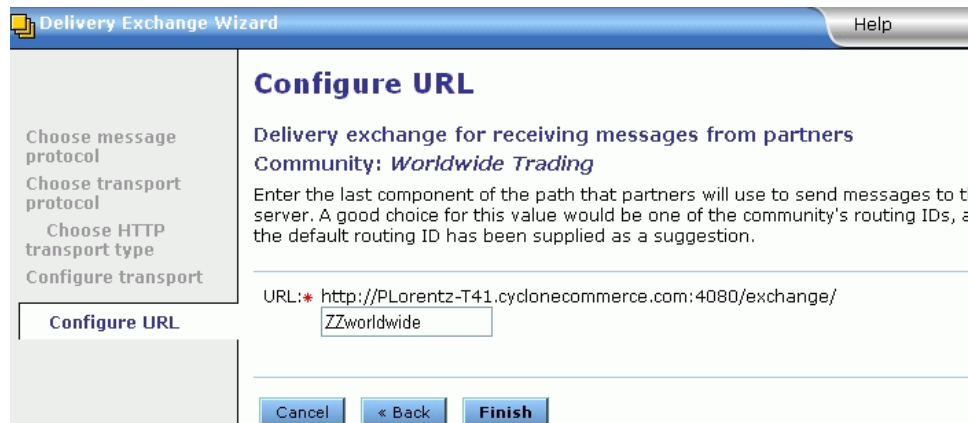 Delivery Exchange Wizard
Help
Configure URL
Delivery exchange for receiving messages from partners
Community: Worldwide Trading
Enter the last component of the path that partners will use to send messages to
server. A good choice for this value would be one of the community's routing IDs,
the default routing ID has been supplied as a suggestion.
Choose message
protocol
Choose transport
protocol
Choose HTTP
transport type
Configure transport
Configure URL
URL:* http://PLorentz-T41.cyclonecommerce.com:4080/exchange/
ZZworldwide
Cancel
« Back
Finish